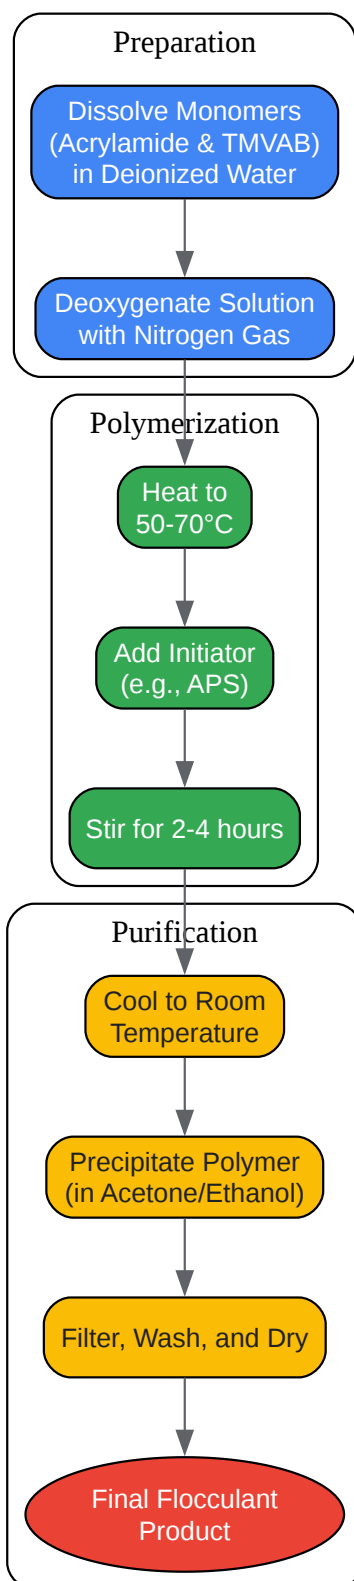 Preparation
Dissolve Monomers
(Acrylamide & TMVAB)
in Deionized Water
Deoxygenate Solution
with Nitrogen Gas
Polymerization
Heat to
50-70°C
Add Initiator
(e.g., APS)
Stir for 2-4 hours
Purification
Cool to Room
Temperature
Precipitate Polymer
(in Acetone/Ethanol)
Filter, Wash, and Dry
Final Flocculant
Product